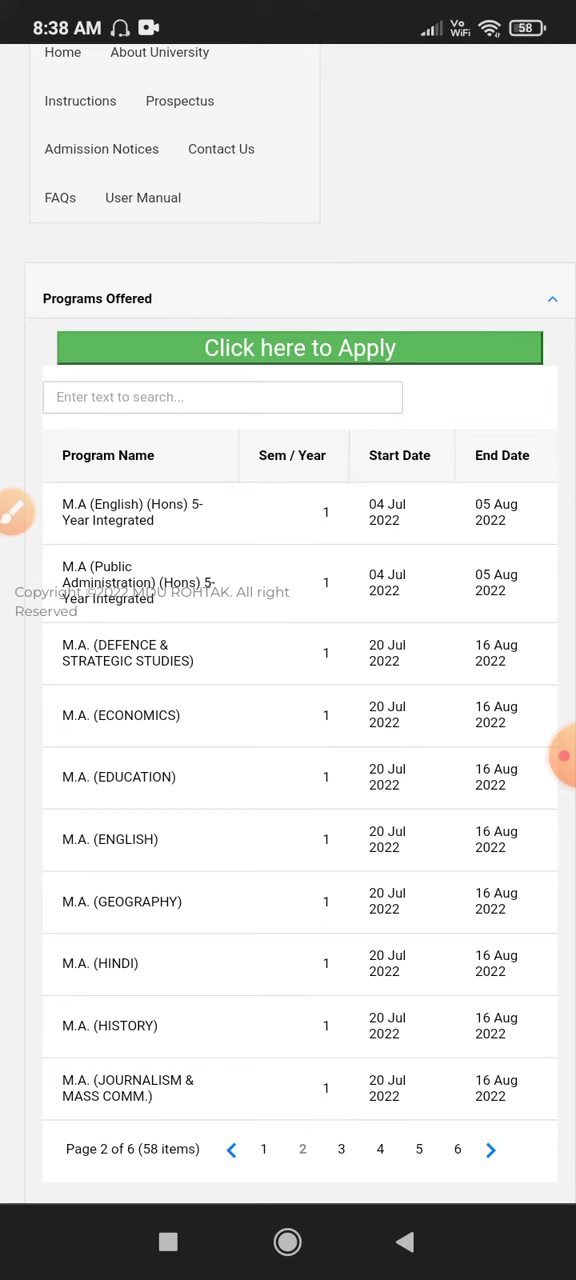 8:38 AM Vo WiFi 58
Home About University
Instructions Prospectus
Admission Notices Contact Us
FAQs User Manual
Programs Offered
Click here to Apply
Enter text to search...
Program Name Sem / Year Start Date End Date
M.A (English) (Hons) 5-
Year Integrated 1 04 Jul
2022 05 Aug
2022
M.A (Public
Administration) (Hons) 5-
Year Integrated 1 04 Jul
2022 05 Aug
2022
Copyright ©2022 MDU ROHTAK. All right
Reserved
M.A. (DEFENCE &
STRATEGIC STUDIES) 1 20 Jul
2022 16 Aug
2022
M.A. (ECONOMICS) 1 20 Jul
2022 16 Aug
2022
M.A. (EDUCATION) 1 20 Jul
2022 16 Aug
2022
M.A. (ENGLISH) 1 20 Jul
2022 16 Aug
2022
M.A. (GEOGRAPHY) 1 20 Jul
2022 16 Aug
2022
M.A. (HINDI) 1 20 Jul
2022 16 Aug
2022
M.A. (HISTORY) 1 20 Jul
2022 16 Aug
2022
M.A. (JOURNALISM &
MASS COMM.) 1 20 Jul
2022 16 Aug
2022
Page 2 of 6 (58 items) 1 2 3 4 5 6